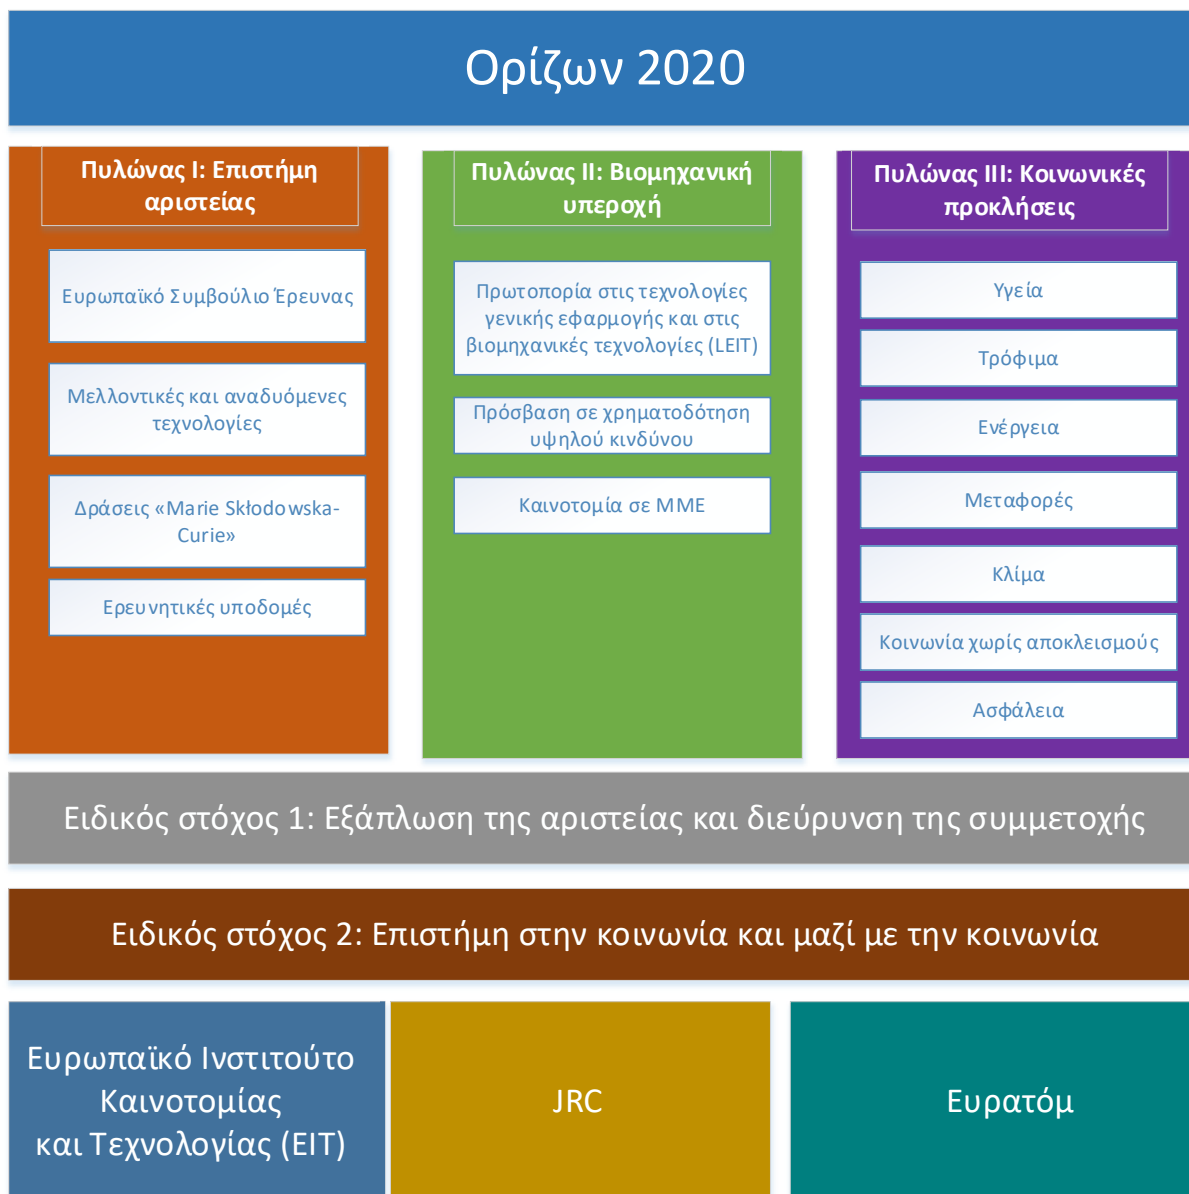 Ορίζων 2020
Πυλώνας I: Επιστήμη
αριστείας
Ευρωπαϊκό Συμβούλιο Έρευνας
Μελλοντικές και αναδυόμενες
τεχνολογίες
Δράσεις «Marie Skłodowska-
Curie»
Ερευνητικές υποδομές
Πυλώνας II: Βιομηχανική
υπεροχή
Πρωτοπορία στις τεχνολογίες
γενικής εφαρμογής και στις
βιομηχανικές τεχνολογίες (LEIT)
Πρόσβαση σε χρηματοδότηση
υψηλού κινδύνου
Καινοτομία σε ΜΜΕ
Πυλώνας III: Κοινωνικές
προκλήσεις
Υγεία
Τρόφιμα
Ενέργεια
Μεταφορές
Κλίμα
Κοινωνία χωρίς αποκλεισμούς
Ασφάλεια
Ειδικός στόχος 1: Εξάπλωση της αριστείας και διεύρυνση της συμμετοχής
Ειδικός στόχος 2: Επιστήμη στην κοινωνία και μαζί με την κοινωνία
Ευρωπαϊκό Ινστιτούτο
Καινοτομίας
και Τεχνολογίας (EIT)
JRC
Ευρατόμ